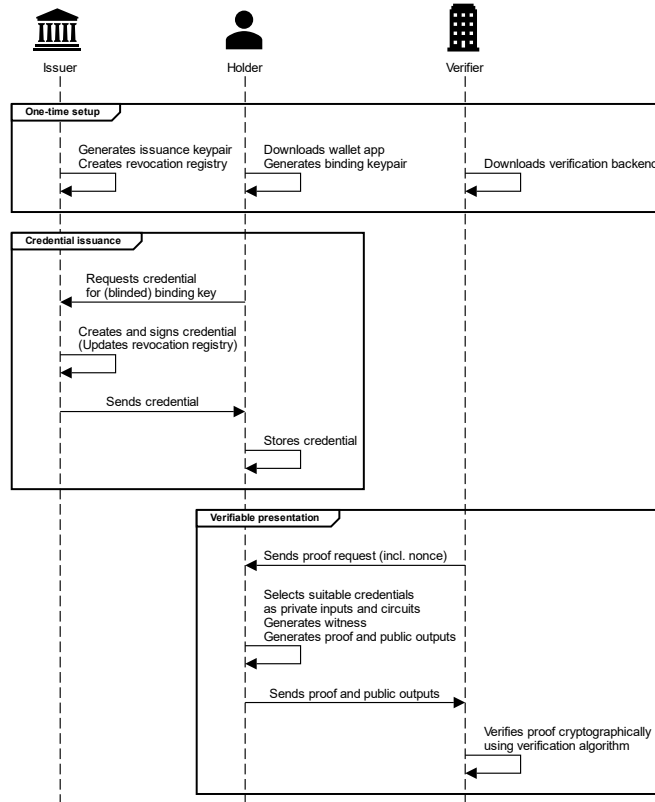 Issuer
Holder
Verifier
One-time setup
Generates issuance keypair
Creates revocation registry
Downloads wallet app
Generates binding keypair
Downloads verification backend
Credential issuance
Requests credential
for (blinded) binding key
Creates and signs credential
(Updates revocation registry)
Sends credential
Stores credential
Verifiable presentation
Sends proof request (incl. nonce)
Selects suitable credentials
as private inputs and circuits
Generates witness
Generates proof and public outputs
Sends proof and public outputs
Verifies proof cryptographically
using verification algorithm